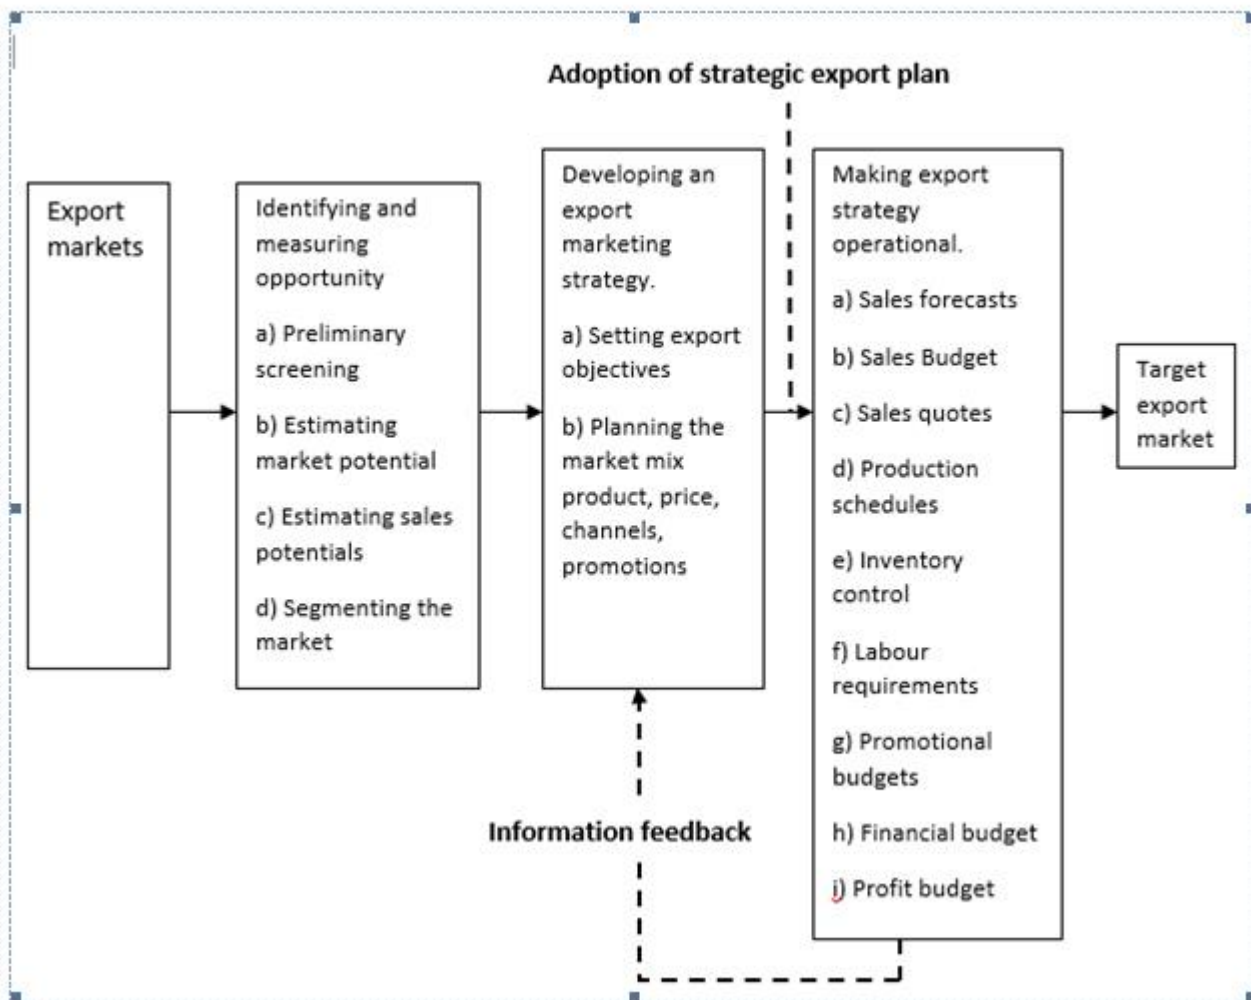 Adoption of strategic export plan
Export
markets
Identifying and
measuring
opportunity
a) Preliminary
screening
b) Estimating
market potential
c) Estimating sales
potentials
d) Segmenting the
market
Developing an
export
marketing
strategy.
a) Setting export
objectives
b) Planning the
market mix
product, price,
channels,
promotions
Making export
strategy
operational.
a) Sales forecasts
b) Sales Budget
c) Sales quotes
d) Production
schedules
e) Inventory
control
f) Labour
requirements
g) Promotional
budgets
h) Financial budget
i) Profit budget
Target
export
market
Information feedback